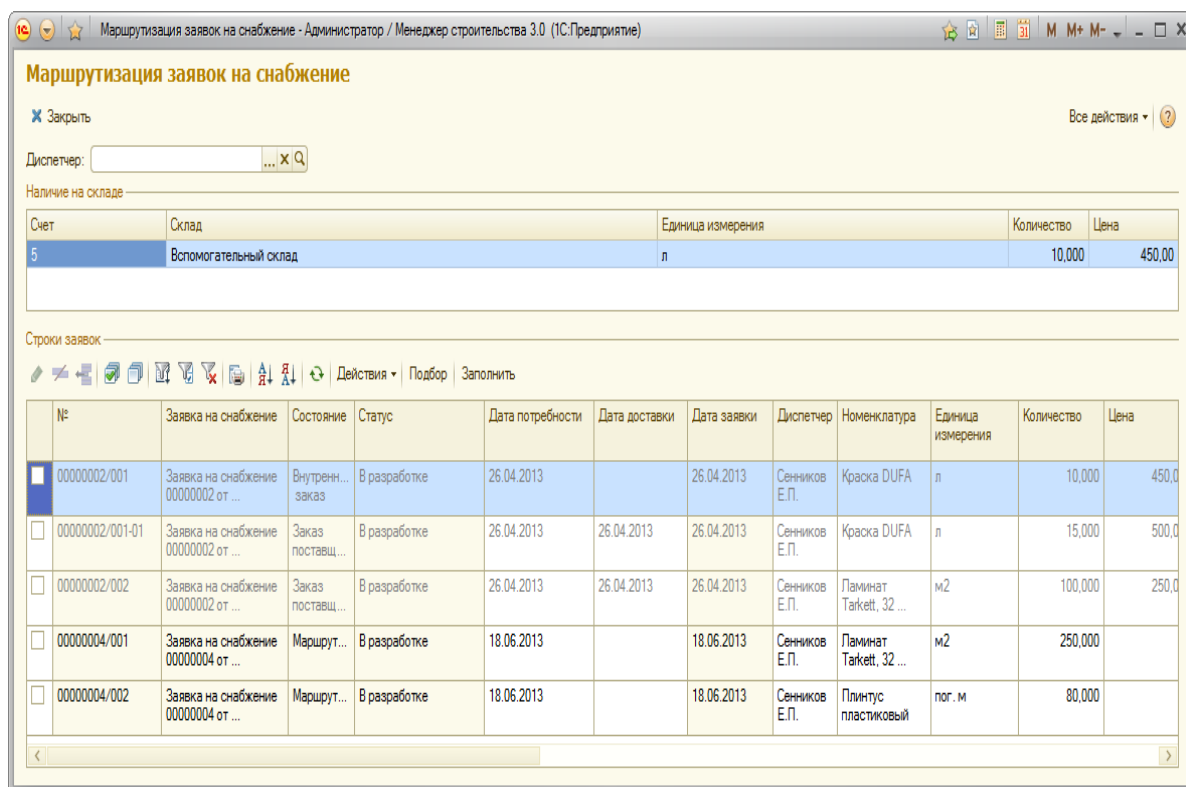 Маршрутизация заявок на снабжение - Администратор / Менеджер строительства 3.0 (1С:Предприятие) 31 M M+ M-
Маршрутизация заявок на снабжение
Закрыть Все действия
Диспетчер: ...
Наличие на складе
Счет Склад Единица измерения Количество Цена
5 Вспомогательный склад л 10,000 450,00
Строки заявок
Действия Подбор Заполнить
№ Заявка на снабжение Состояние Статус Дата потребности Дата доставки Дата заявки Диспетчер Номенклатура Единица Количество Цена
измерения
00000002/001 Заявка на снабжение Внутренн... В разработке 26.04.2013 26.04.2013 Сенников Краска DUFA л 10,000 450,0
00000002 от ... заказ Е.П.
00000002/001-01 Заявка на снабжение Заказ В разработке 26.04.2013 26.04.2013 26.04.2013 Сенников Краска DUFA л 15,000 500,0
00000002 от ... поставщ... Е.П.
00000002/002 Заявка на снабжение Заказ В разработке 26.04.2013 26.04.2013 26.04.2013 Сенников Ламинат м2 100,000 250,0
00000002 от ... поставщ... Е.П. Tarkett, 32 ...
00000004/001 Заявка на снабжение Маршрут... В разработке 18.06.2013 18.06.2013 Сенников Ламинат м2 250,000
00000004 от ... Е.П. Tarkett, 32 ...
00000004/002 Заявка на снабжение Маршрут... В разработке 18.06.2013 18.06.2013 Сенников Плинтус пог. м 80,000
00000004 от ... Е.П. пластиковый